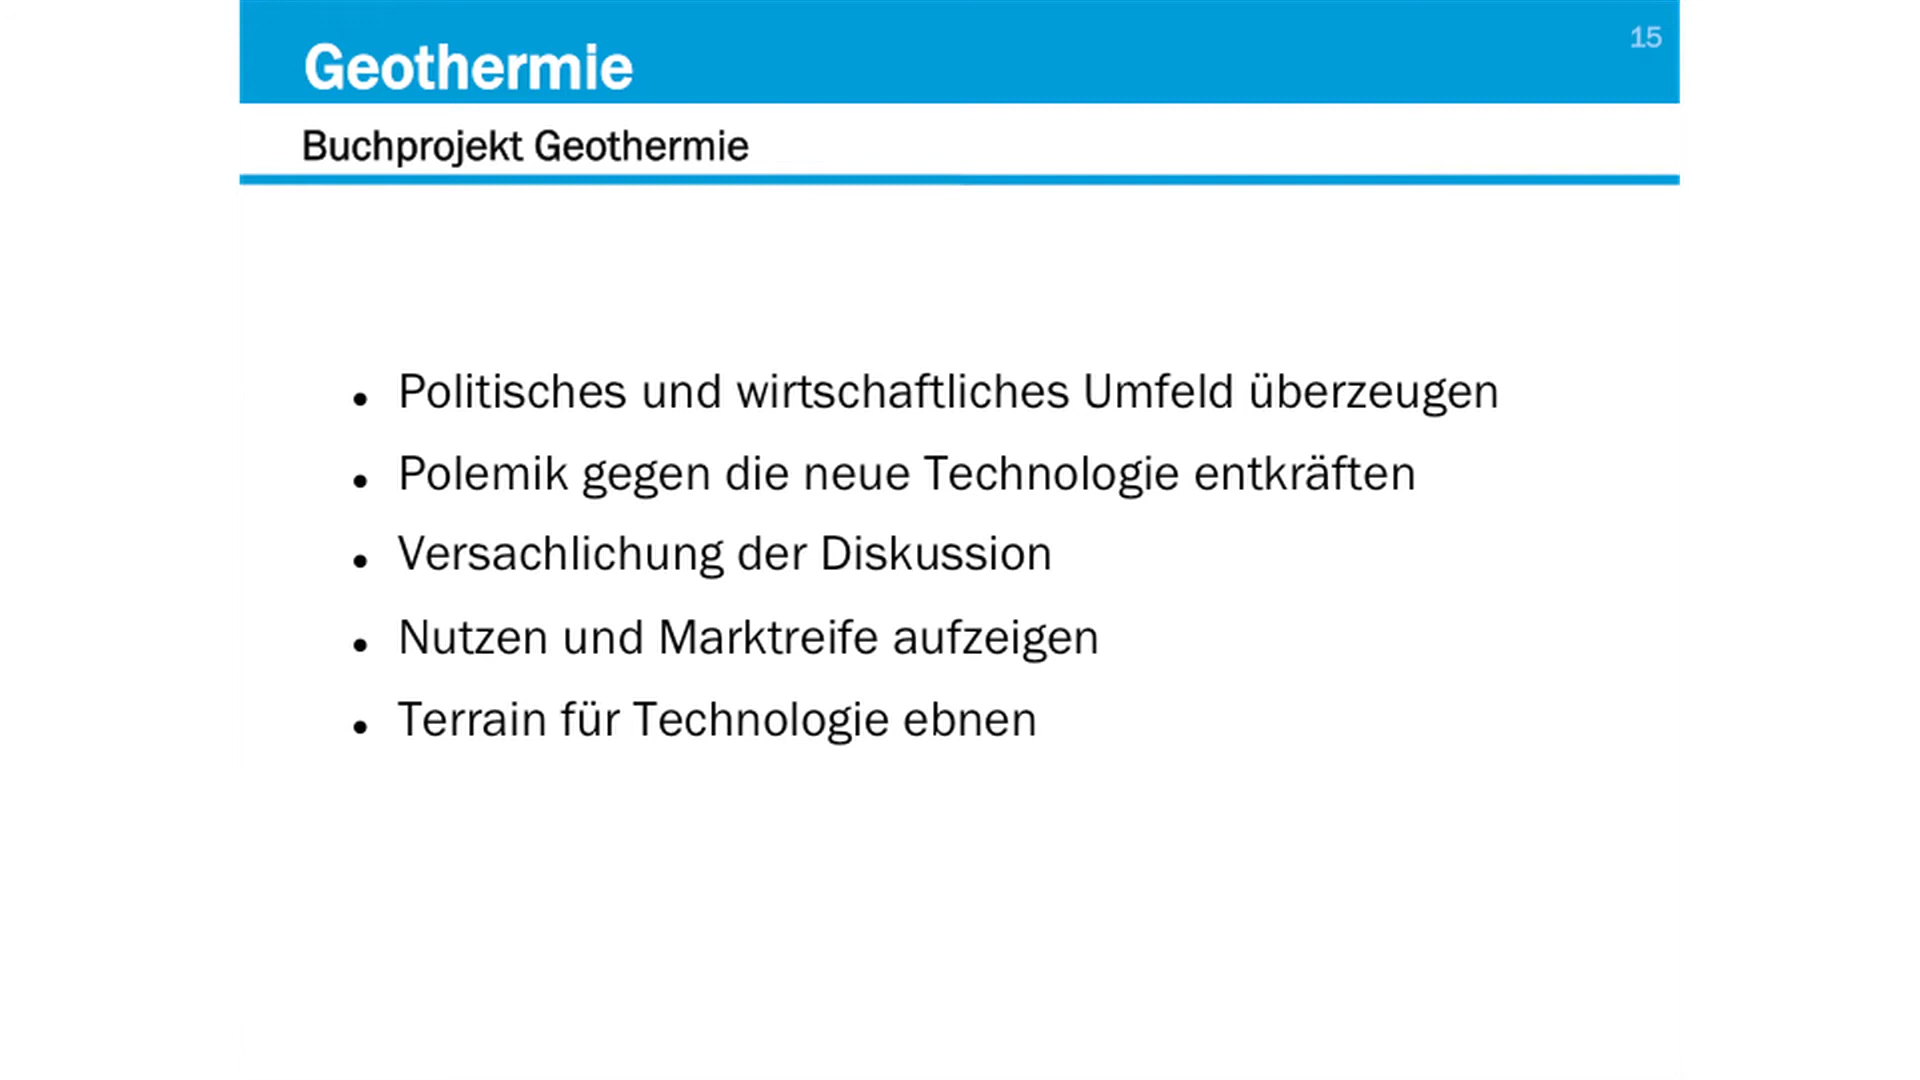 15
Geothermie
Buchprojekt Geothermie
• Politisches und wirtschaftliches Umfeld überzeugen
• Polemik gegen die neue Technologie entkräften
• Versachlichung der Diskussion
• Nutzen und Marktreife aufzeigen
• Terrain für Technologie ebnen